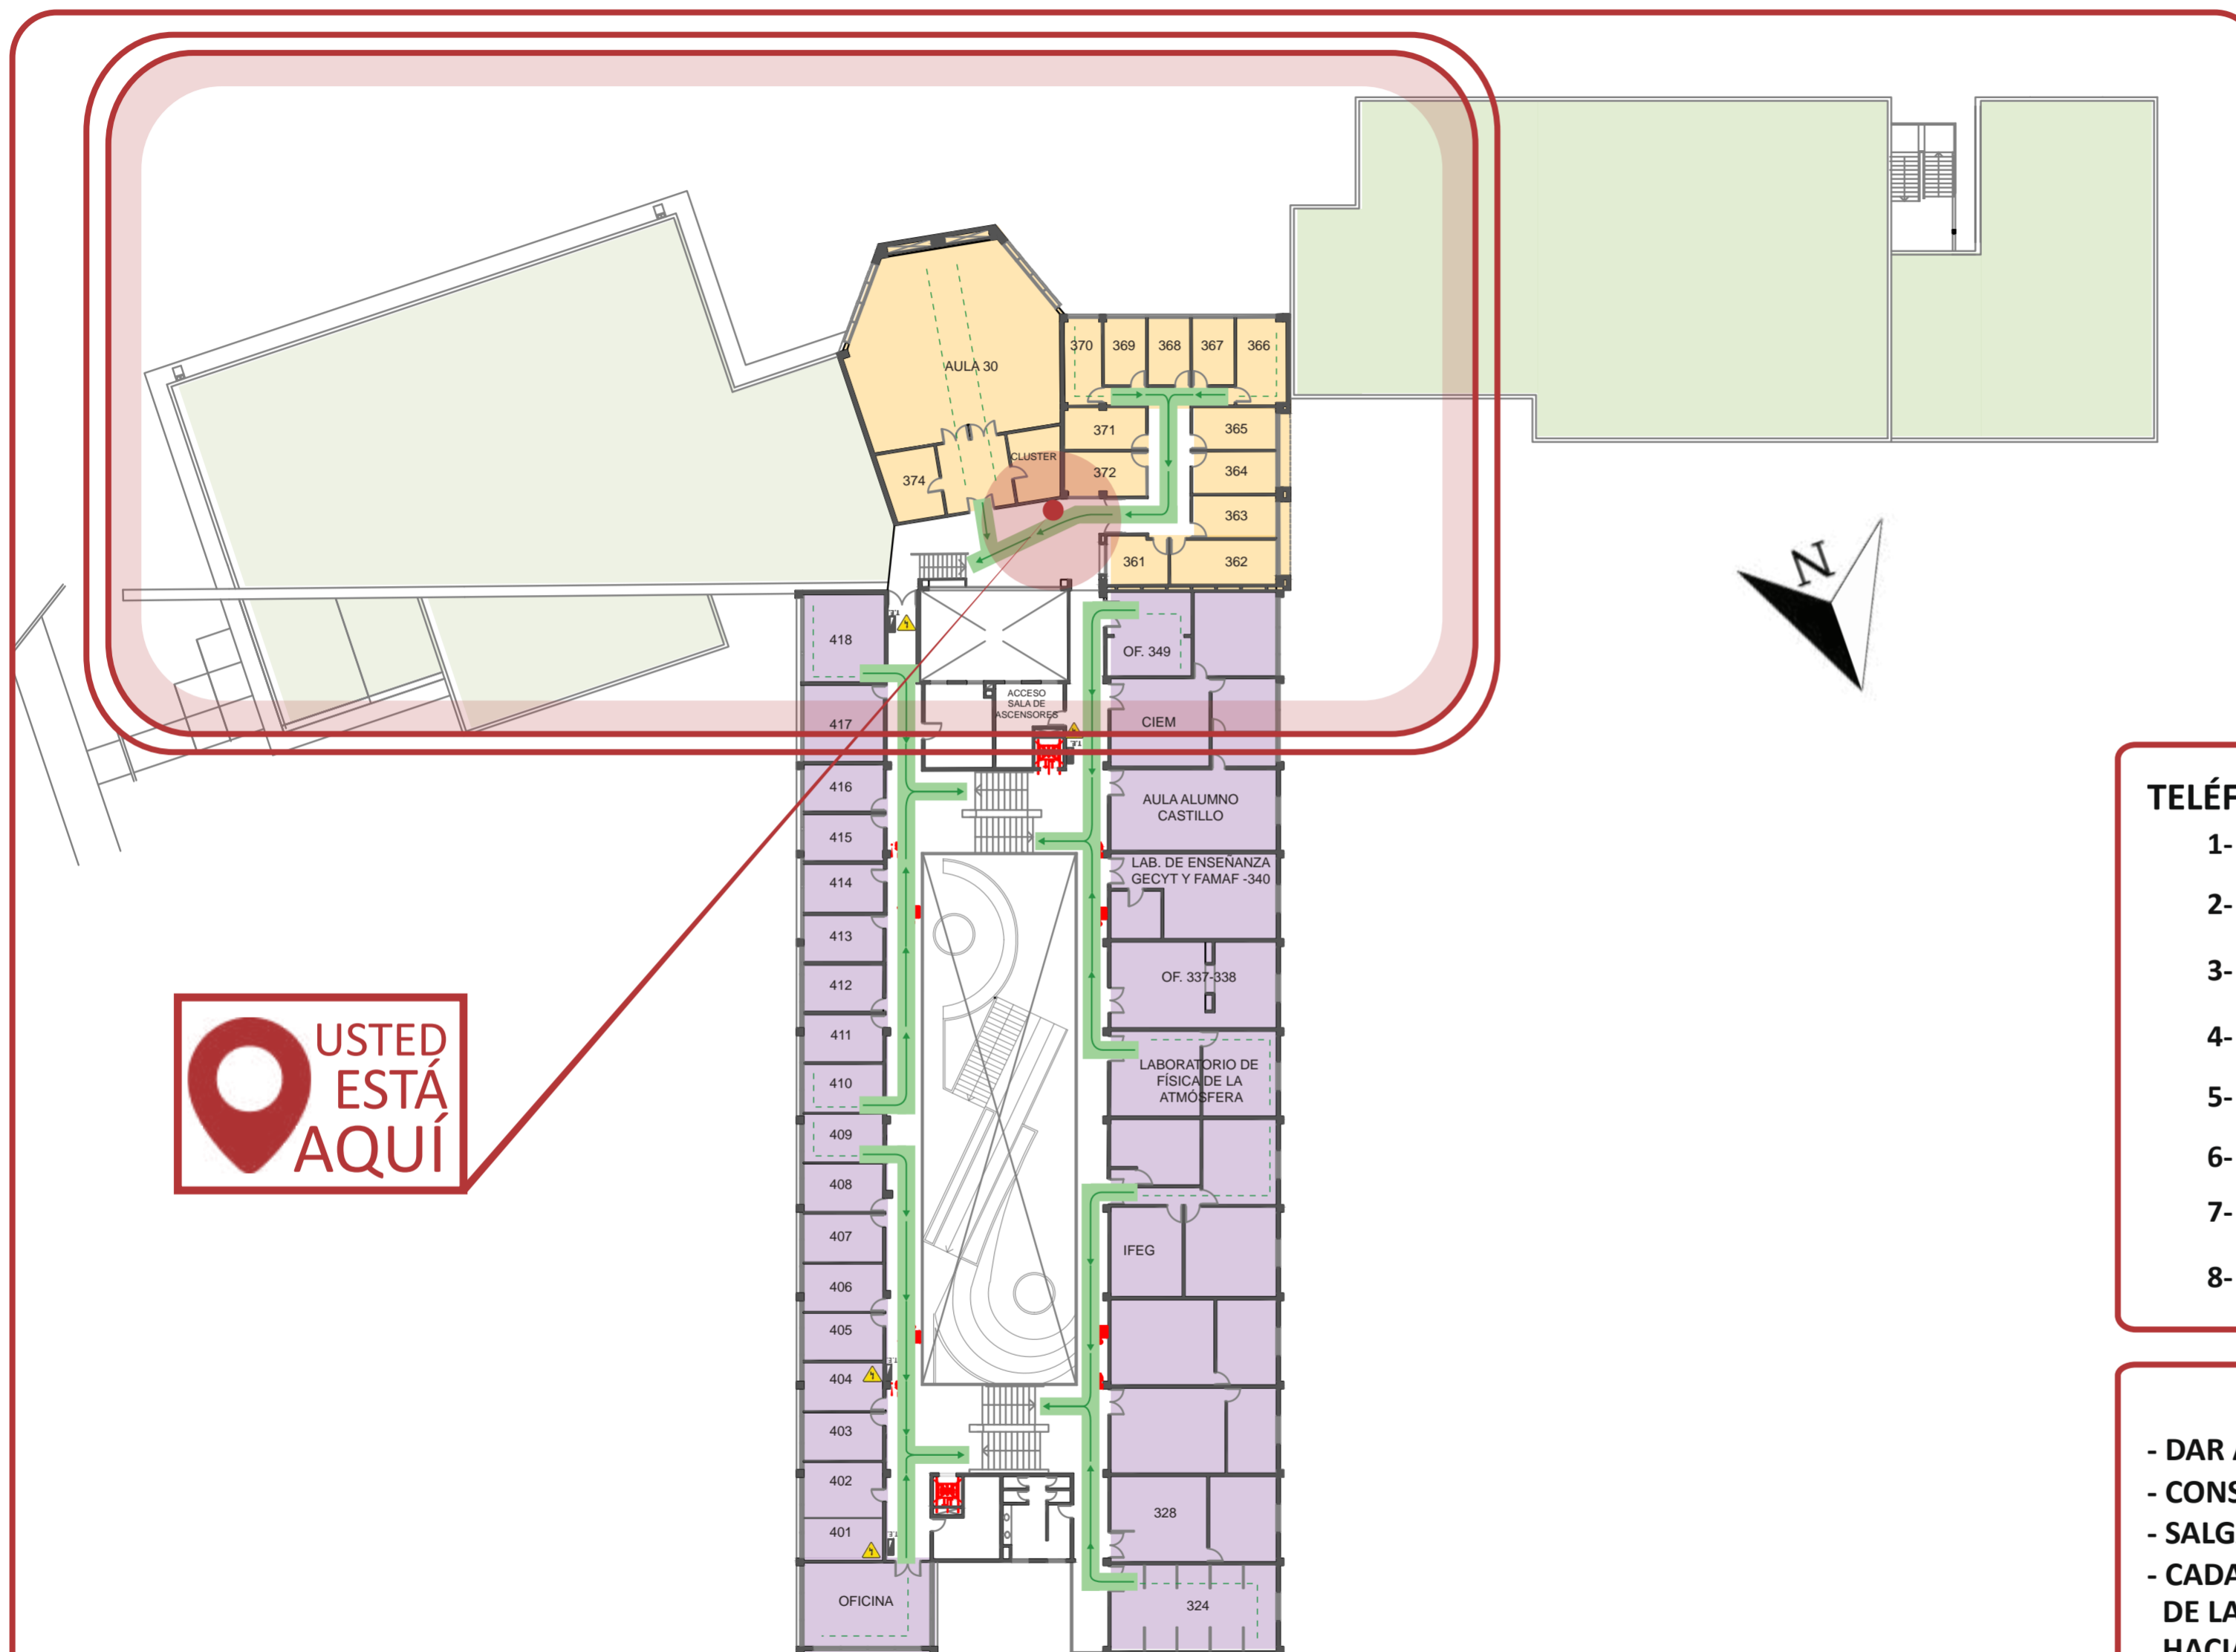 AULA 30
370
369
368
367
366
371
365
CLUSTER
372
364
374
363
361
362
N
418
OF. 349
ACCESO
SALA DE
ASCENSORES
417
CIEM
416
AULA ALUMNO
CASTILLO
415
LAB. DE ENSEÑANZA
GECYT Y FAMAF -340
414
413
412
OF. 337-338
411
410
LABORATORIO DE
FÍSICA DE LA
ATMÓSFERA
409
408
407
IFEG
406
405
404
403
402
328
401
OFICINA
324
USTED
ESTÁ
AQUÍ
TELÉF
1-
2-
3-
4-
5-
6-
7-
8-
- DAR A
- CONS
- SALG
- CADA
DE LA
HACIA